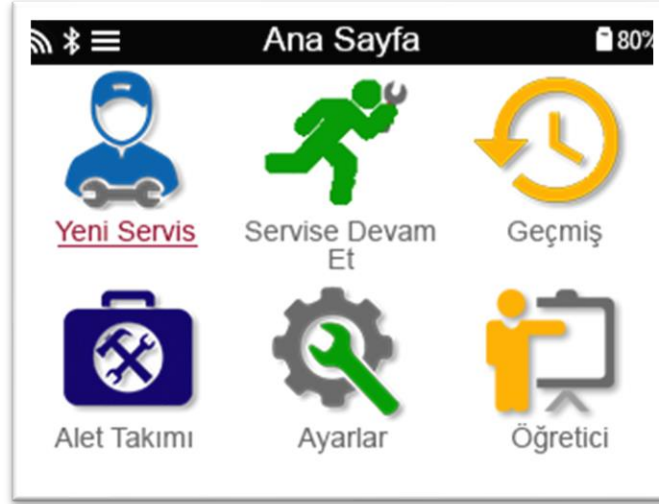 Ana Sayfa
80%
Yeni Servis
Servise Devam
Et
Geçmiş
Alet Takımı
Ayarlar
Öğretici